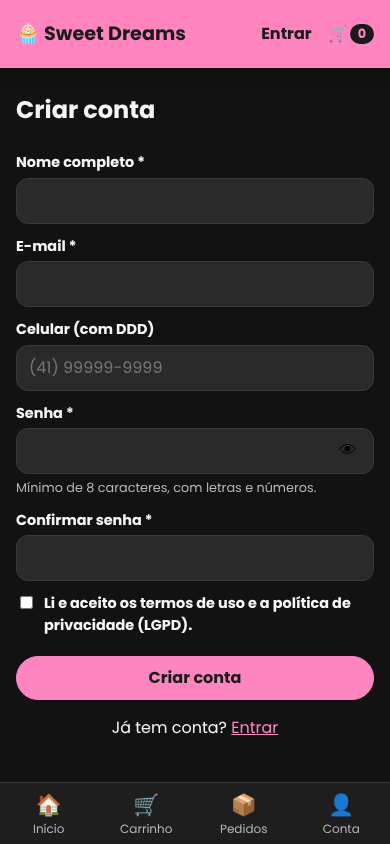 🧁 Sweet Dreams
Entrar
🛒 0
Criar conta
Nome completo *
E-mail *
Celular (com DDD)
(41) 99999-9999
Senha *
Mínimo de 8 caracteres, com letras e números.
Confirmar senha *
Li e aceito os termos de uso e a política de
privacidade (LGPD).
Criar conta
Já tem conta? Entrar
Início
Carrinho
Pedidos
Conta